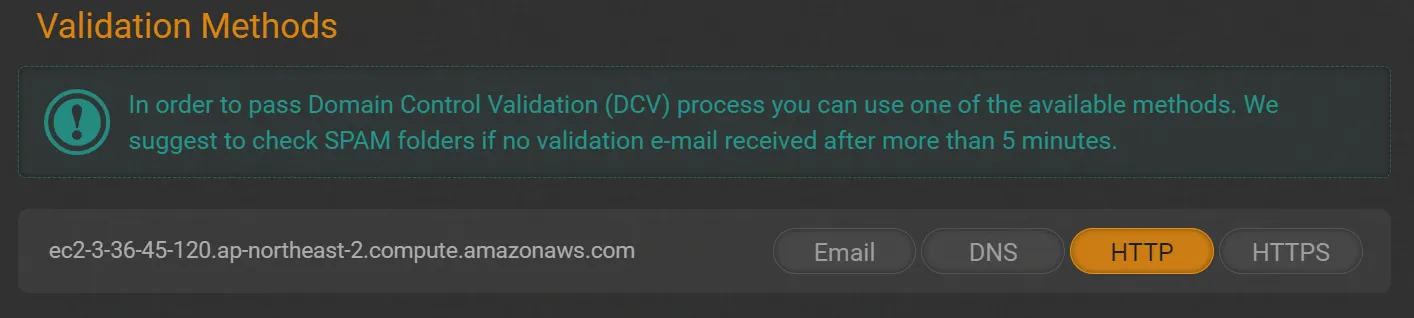 Validation Methods
In order to pass Domain Control Validation (DCV) process you can use one of the available methods. We
suggest to check SPAM folders if no validation e-mail received after more than 5 minutes.
ec2-3-36-45-120.ap-northeast-2.compute.amazonaws.com Email DNS HTTP HTTPS